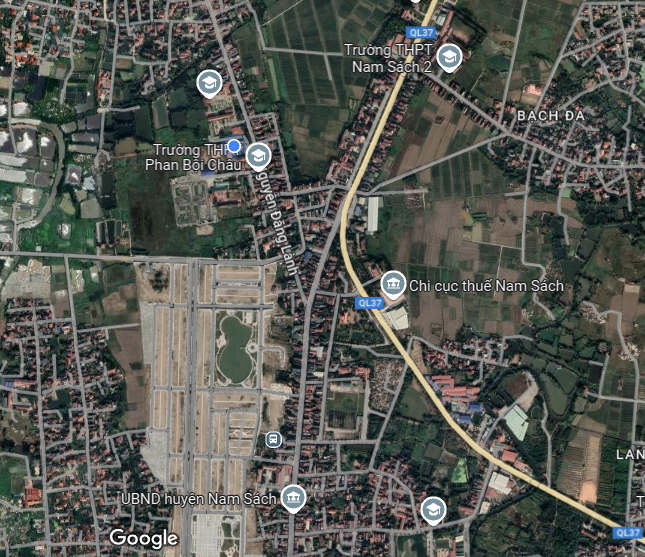 QL37
Trường THPT
Nam Sách 2
BẠCH ĐA
Trường THPT
Phan Bội Châu
Nguyễn Đăng Lành
Chi cục thuế Nam Sách
QL37
LAN
UBND huyện Nam Sách
T
QL37
Google